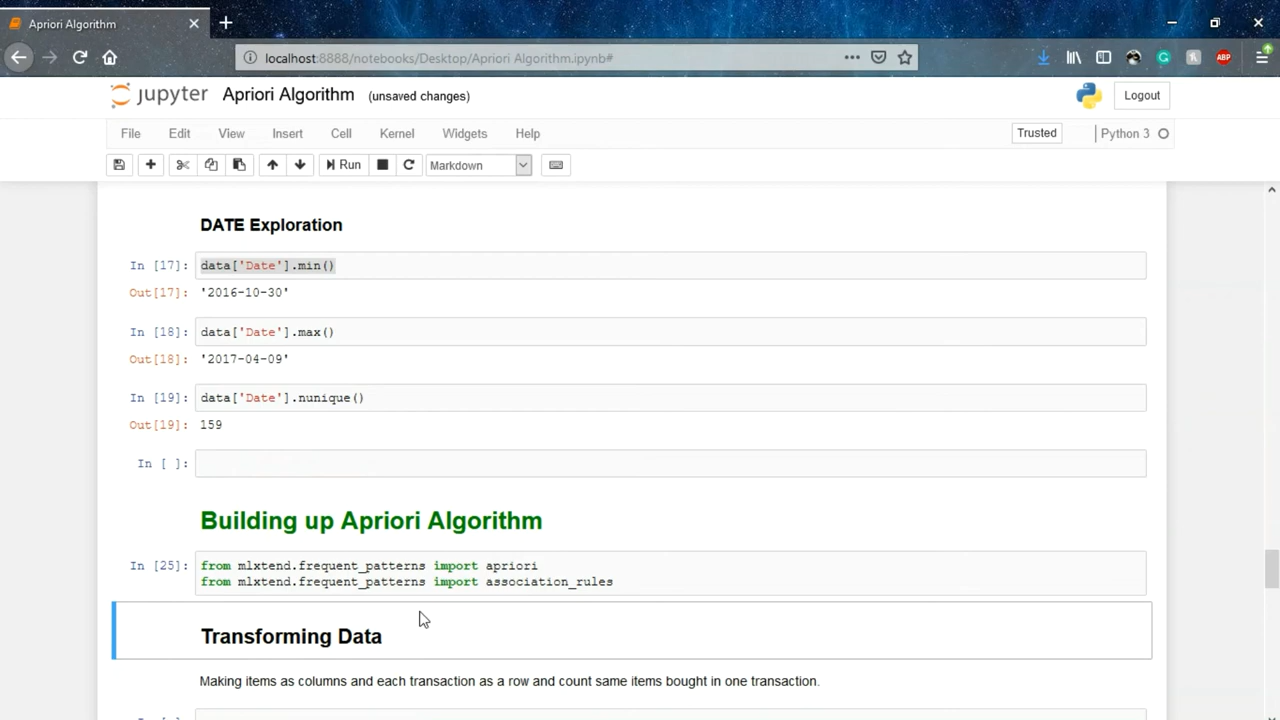 Apriori Algorithm
localhost:8888/notebooks/Desktop/Apriori Algorithm.ipynb#
ABP
jupyter Apriori Algorithm (unsaved changes)
Logout
File Edit View Insert Cell Kernel Widgets Help
Trusted
Python 3
Run
Markdown
DATE Exploration
In [17]: data['Date'].min()
Out[17]: '2016-10-30'
In [18]: data['Date'].max()
Out[18]: '2017-04-09'
In [19]: data['Date'].nunique()
Out[19]: 159
In [ ]:
Building up Apriori Algorithm
In [25]: from mlxtend.frequent_patterns import apriori
from mlxtend.frequent_patterns import association_rules
Transforming Data
Making items as columns and each transaction as a row and count same items bought in one transaction.